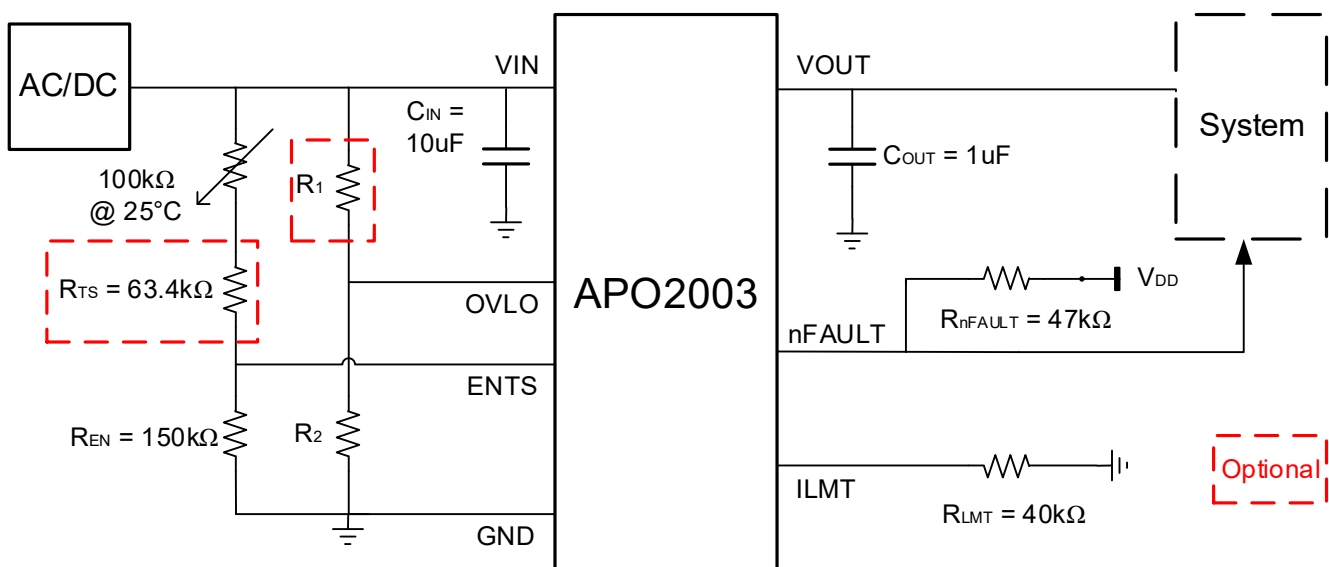 AC/DC
VIN
VOUT
System
CIN =
10uF
COUT = 1uF
100kΩ
@ 25°C
R1
RTS = 63.4kΩ
OVLO
APO2003
VDD
RnFAULT = 47kΩ
nFAULT
ENTS
REN = 150kΩ
R2
ILMT
RLMT = 40kΩ
Optional
GND